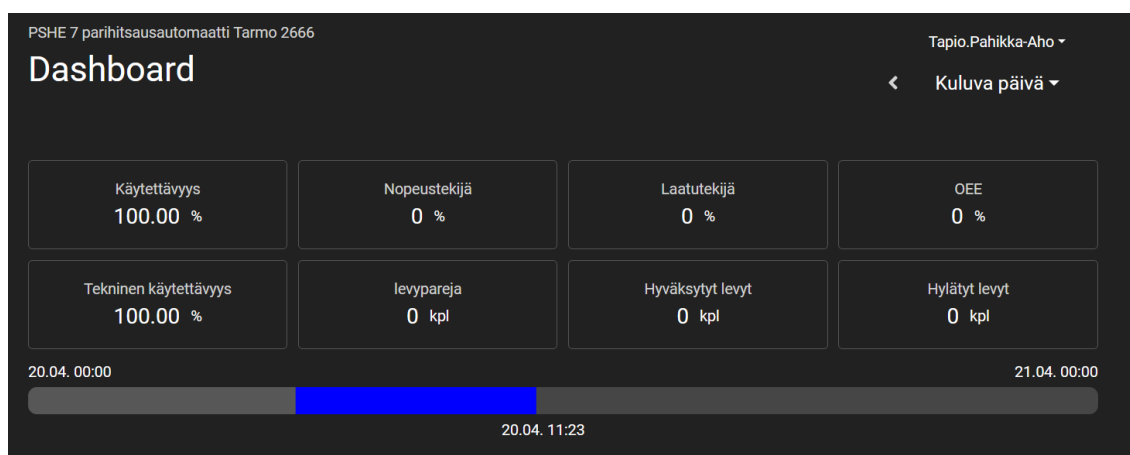 PSHE 7 parihitsausautomaatti Tarmo 2666
Tapio.Pahikka-Aho
Dashboard
Kuluva päivä
Käytettävyys
100.00 %
Nopeustekijä
0 %
Laatutekijä
0 %
OEE
0 %
Tekninen käytettävyys
100.00 %
levypareja
0 kpl
Hyväksytyt levyt
0 kpl
Hylätyt levyt
0 kpl
20.04. 00:00
21.04. 00:00
20.04. 11:23